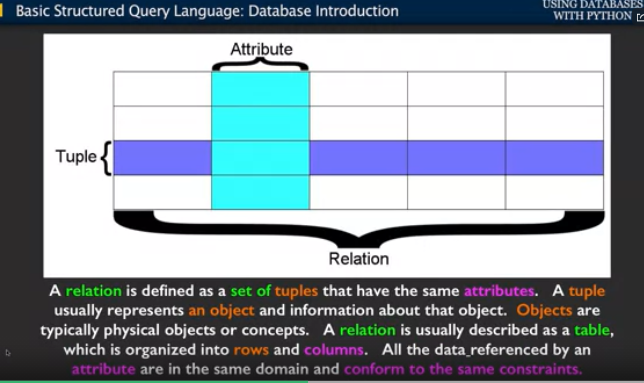 Basic Structured Query Language: Database Introduction
USING DATABASES
WITH PYTHON
Attribute
Tuple
Relation
A relation is defined as a set of tuples that have the same attributes. A tuple
usually represents an object and information about that object. Objects are
typically physical objects or concepts. A relation is usually described as a table,
which is organized into rows and columns. All the data referenced by an
attribute are in the same domain and conform to the same constraints.